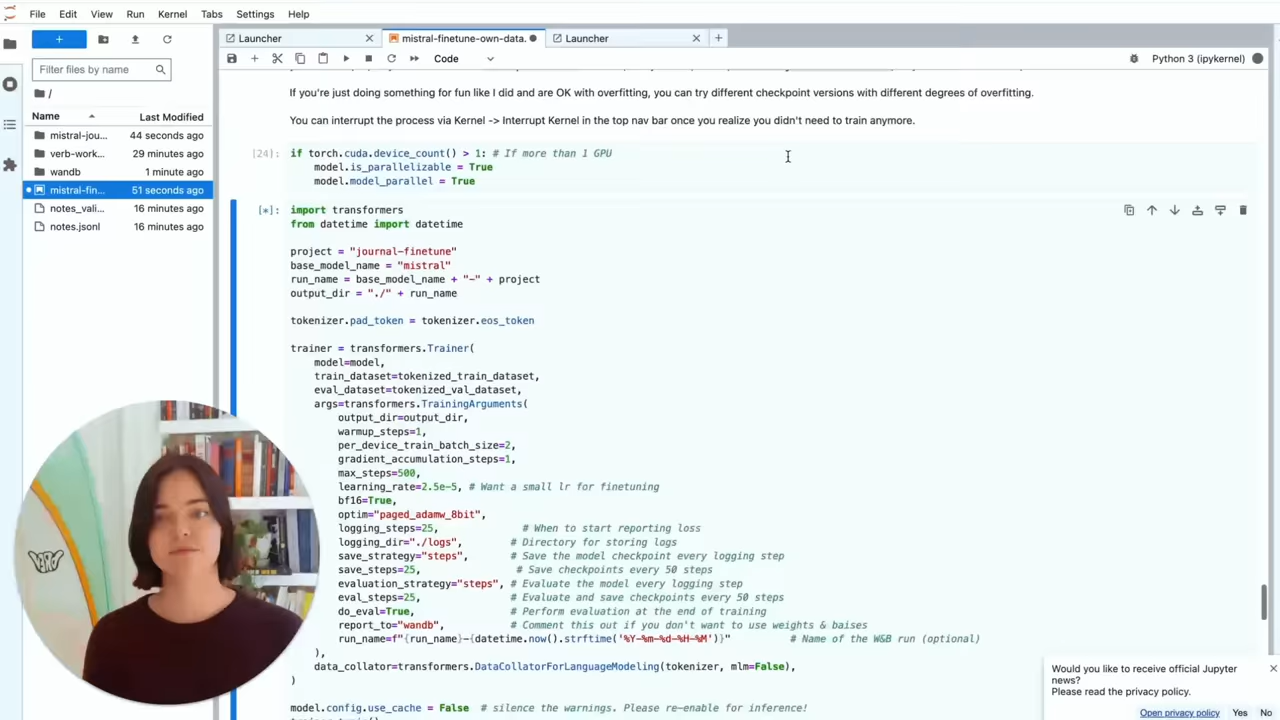 File Edit View Run Kernel Tabs Settings Help
Launcher
mistral-finetune-own-data.
Launcher
Code
Python 3 (ipykernel)
Filter files by name
/
Name Last Modified
mistral-jou... 44 seconds ago
verb-work... 29 minutes ago
wandb 1 minute ago
mistral-fin... 51 seconds ago
notes_vali... 16 minutes ago
notes.jsonl 16 minutes ago
If you're just doing something for fun like I did and are OK with overfitting, you can try different checkpoint versions with different degrees of overfitting.
You can interrupt the process via Kernel -> Interrupt Kernel in the top nav bar once you realize you didn't need to train anymore.
[24]: if torch.cuda.device_count() > 1: # If more than 1 GPU
model.is_parallelizable = True
model.model_parallel = True
[*]: import transformers
from datetime import datetime
project = "journal-finetune"
base_model_name = "mistral"
run_name = base_model_name + "-" + project
output_dir = "./" + run_name
tokenizer.pad_token = tokenizer.eos_token
trainer = transformers.Trainer(
model=model,
train_dataset=tokenized_train_dataset,
eval_dataset=tokenized_val_dataset,
args=transformers.TrainingArguments(
output_dir=output_dir,
warmup_steps=1,
per_device_train_batch_size=2,
gradient_accumulation_steps=1,
max_steps=500,
learning_rate=2.5e-5, # Want a small lr for finetuning
bf16=True,
optim="paged_adamw_8bit",
logging_steps=25, # When to start reporting loss
logging_dir="./logs", # Directory for storing logs
save_strategy="steps", # Save the model checkpoint every logging step
save_steps=25, # Save checkpoints every 50 steps
evaluation_strategy="steps", # Evaluate the model every logging step
eval_steps=25, # Evaluate and save checkpoints every 50 steps
do_eval=True, # Perform evaluation at the end of training
report_to="wandb", # Comment this out if you don't want to use weights & baises
run_name=f"{run_name}-{datetime.now().strftime('%Y-%m-%d-%H-%M')}" # Name of the W&B run (optional)
),
data_collator=transformers.DataCollatorForLanguageModeling(tokenizer, mlm=False),
)
model.config.use_cache = False # silence the warnings. Please re-enable for inference!
Would you like to receive official Jupyter
news?
Please read the privacy policy.
Open privacy policy Yes No